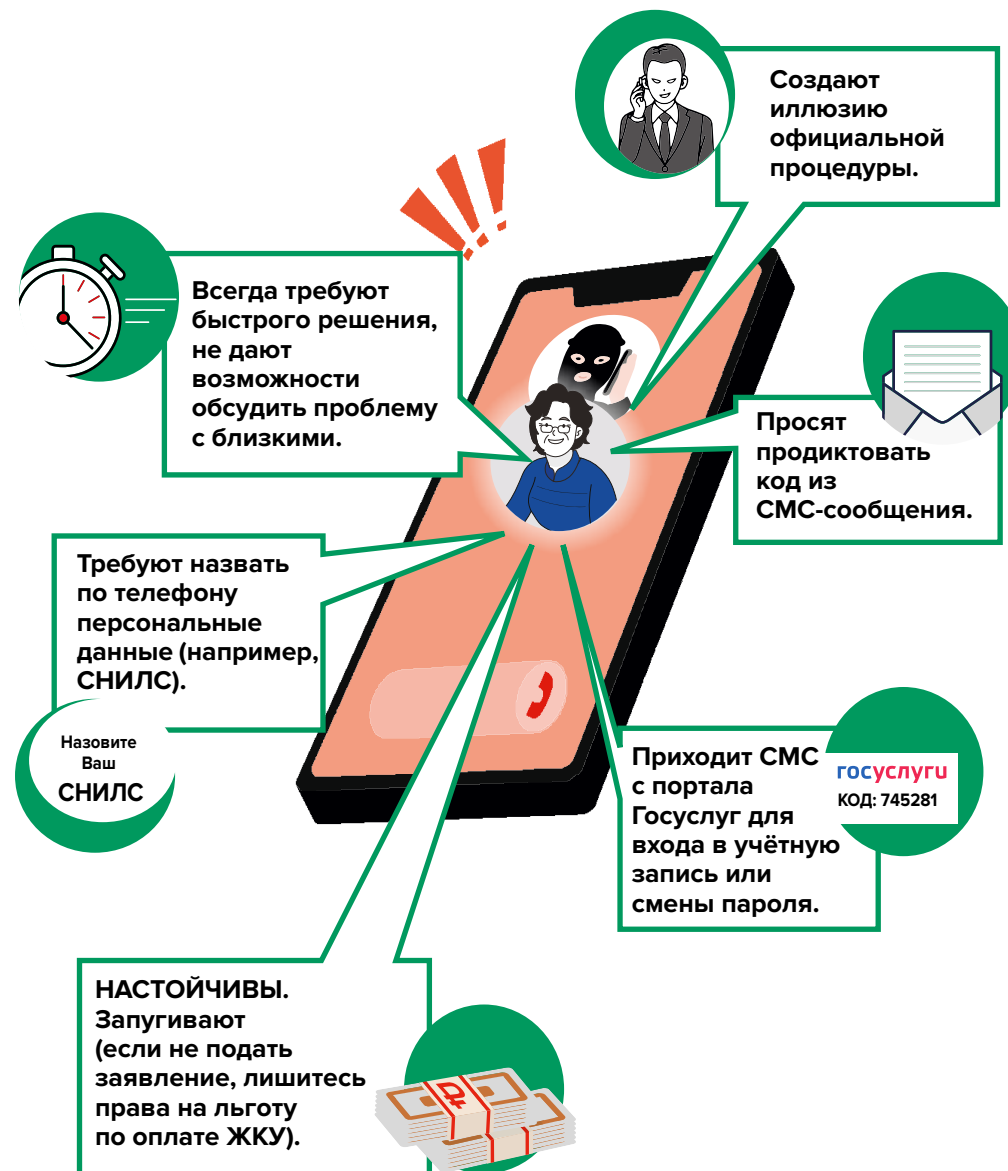 Создают
иллюзию
официальной
процедуры.
Всегда требуют
быстрого решения,
не дают
возможности
обсудить проблему
с близкими.
Просят
продиктовать
код из
СМС-сообщения.
Требуют назвать
по телефону
персональные
данные (например,
СНИЛС).
Назовите
Ваш
СНИЛС
Приходит СМС
с портала
Госуслуг для
входа в учётную
запись или
смены пароля.
госуслуги
КОД: 745281
НАСТОЙЧИВЫ.
Запугивают
(если не подать
заявление, лишитесь
права на льготу
по оплате ЖКУ).